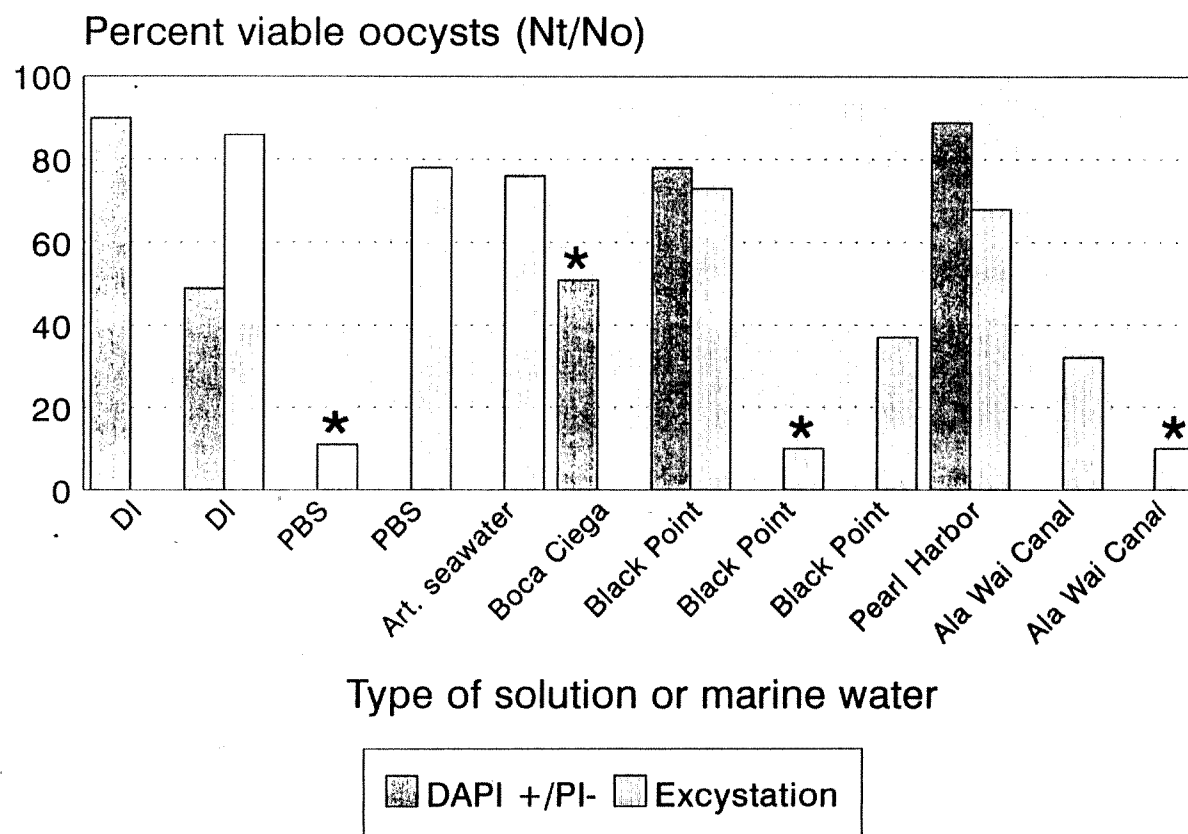 Percent viable oocysts (Nt/No)
100
80
60
40
20
0
*
*
*
*
DI
DI
PBS
PBS
Art. seawater
Boca Ciega
Black Point
Black Point
Black Point
Pearl Harbor
Ala Wai Canal
Ala Wai Canal
Type of solution or marine water
DAPI +/PI- Excystation